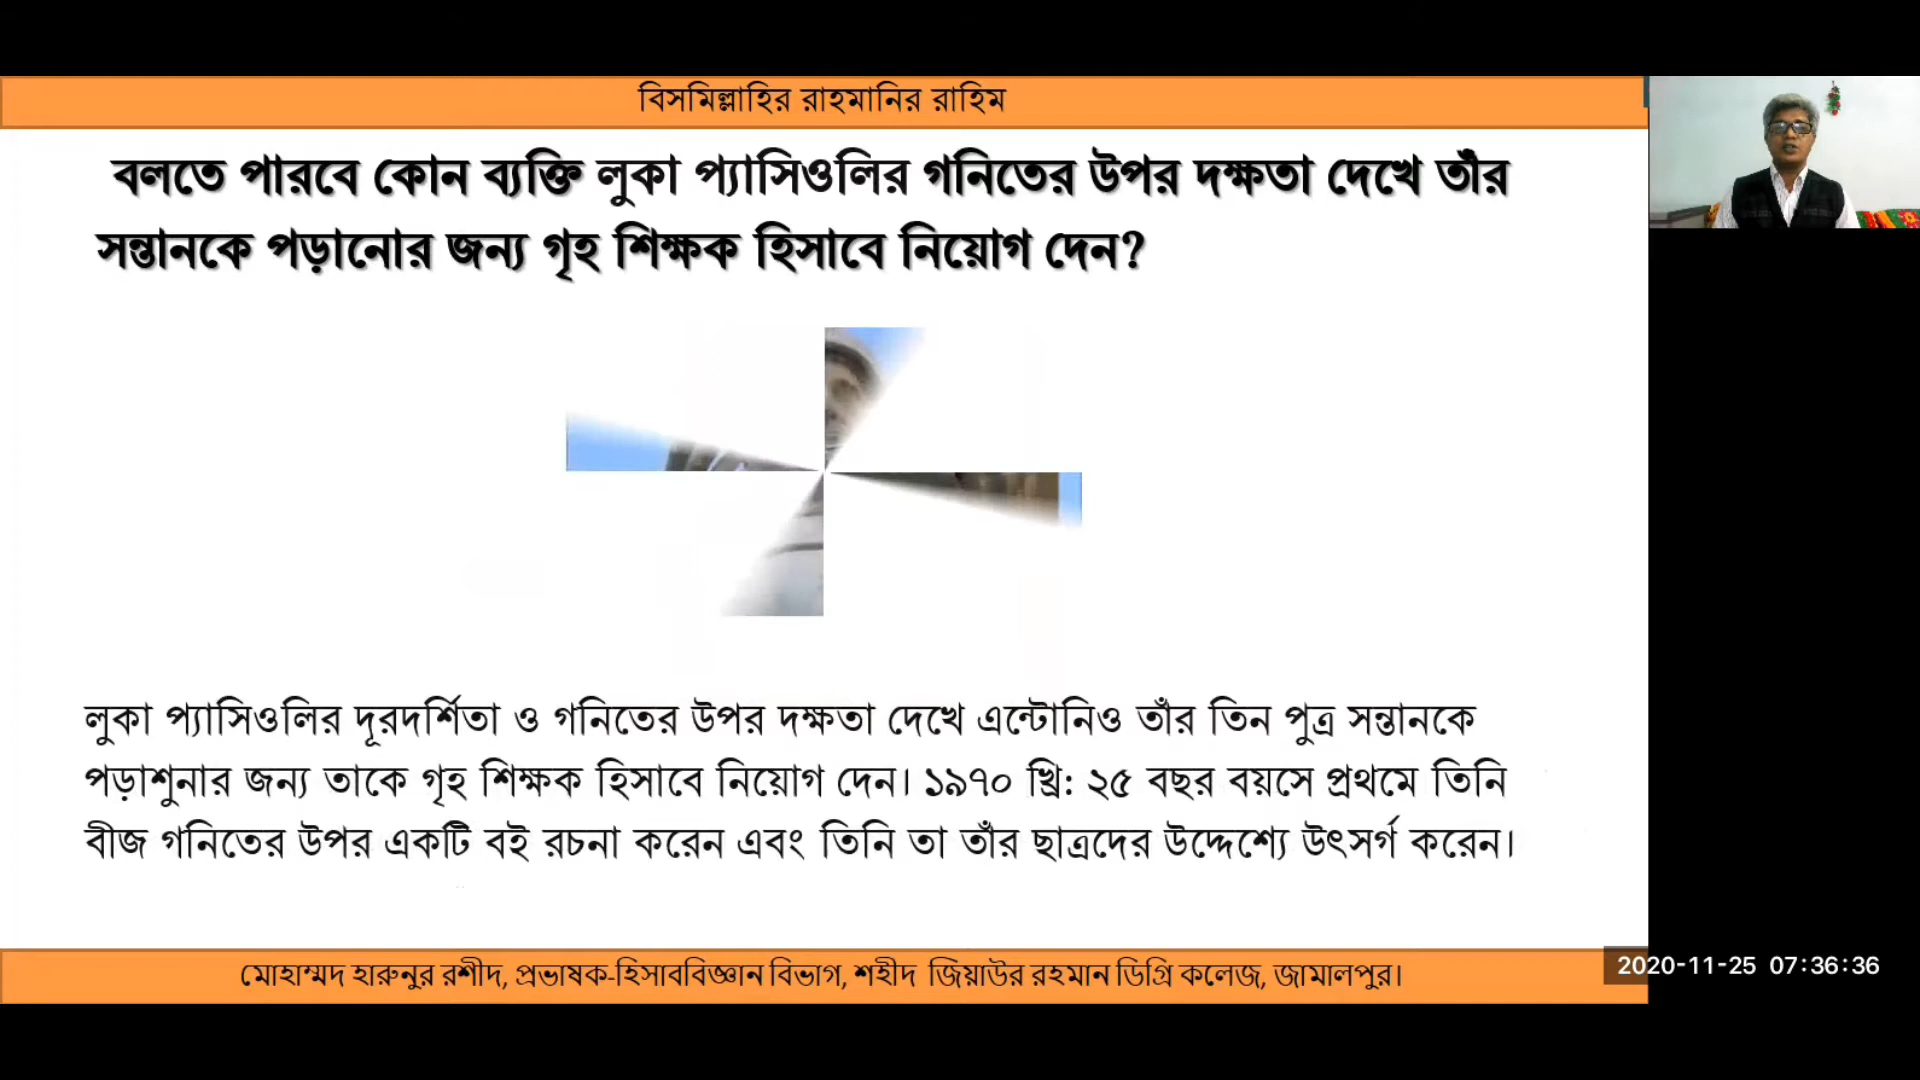 বিসমিল্লাহির রাহমানির রাহিম
বলতে পারবে কোন ব্যক্তি লুকা প্যাসিওলির গনিতের উপর দক্ষতা দেখে তাঁর
সন্তানকে পড়ানোর জন্য গৃহ শিক্ষক হিসাবে নিয়োগ দেন?
লুকা প্যাসিওলির দূরদর্শিতা ও গনিতের উপর দক্ষতা দেখে এন্টোনিও তাঁর তিন পুত্র সন্তানকে
পড়াশুনার জন্য তাকে গৃহ শিক্ষক হিসাবে নিয়োগ দেন। ১৯৭০ খ্রি: ২৫ বছর বয়সে প্রথমে তিনি
বীজ গনিতের উপর একটি বই রচনা করেন এবং তিনি তা তাঁর ছাত্রদের উদ্দেশ্যে উৎসর্গ করেন।
মোহাম্মদ হারুনুর রশীদ, প্রভাষক-হিসাববিজ্ঞান বিভাগ, শহীদ জিয়াউর রহমান ডিগ্রি কলেজ, জামালপুর।
2020-11-25 07:36:36